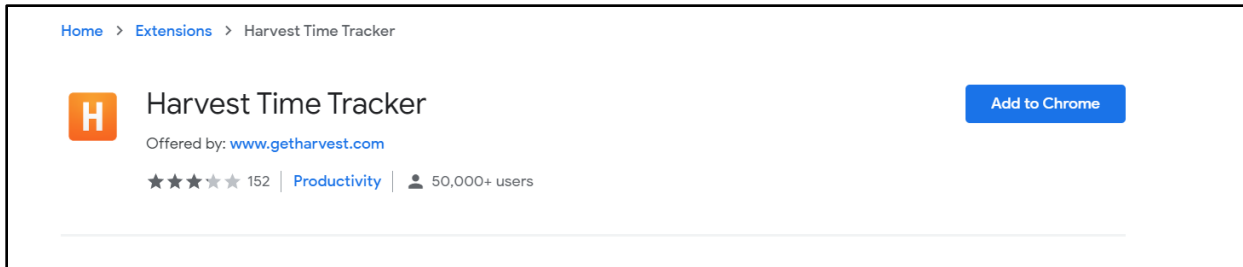 Home > Extensions > Harvest Time Tracker
H
Harvest Time Tracker
Add to Chrome
Offered by: www.getharvest.com
152 | Productivity | 50,000+ users